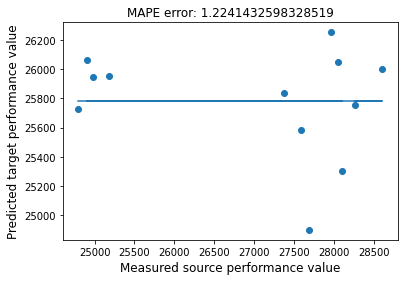 MAPE error: 1.2241432598328519
Predicted target performance value
26200
26000
25800
25600
25400
25200
25000
25000 25500 26000 26500 27000 27500 28000 28500
Measured source performance value